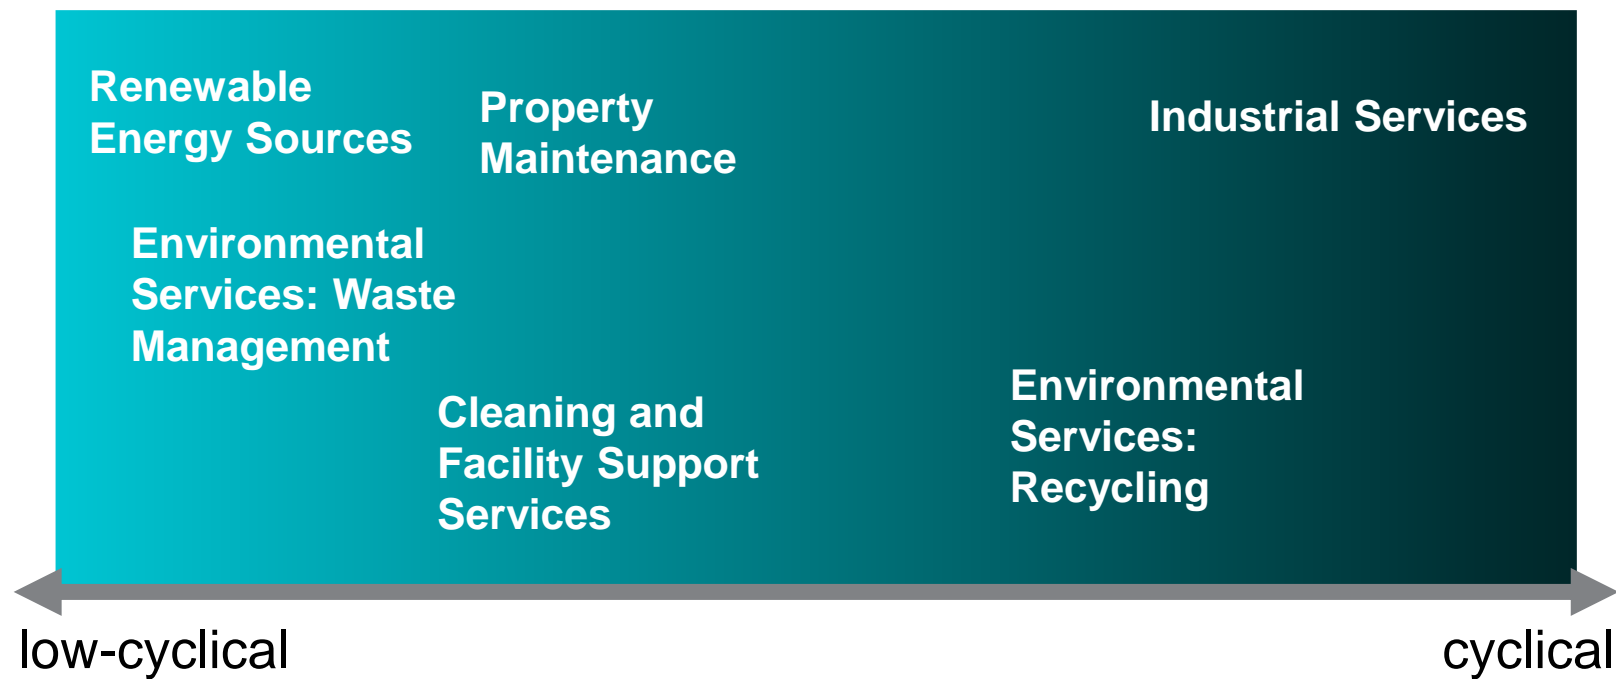 Renewable
Energy Sources
Property
Maintenance
Industrial Services
Environmental
Services: Waste
Management
Cleaning and
Facility Support
Services
Environmental
Services:
Recycling
low-cyclical
cyclical